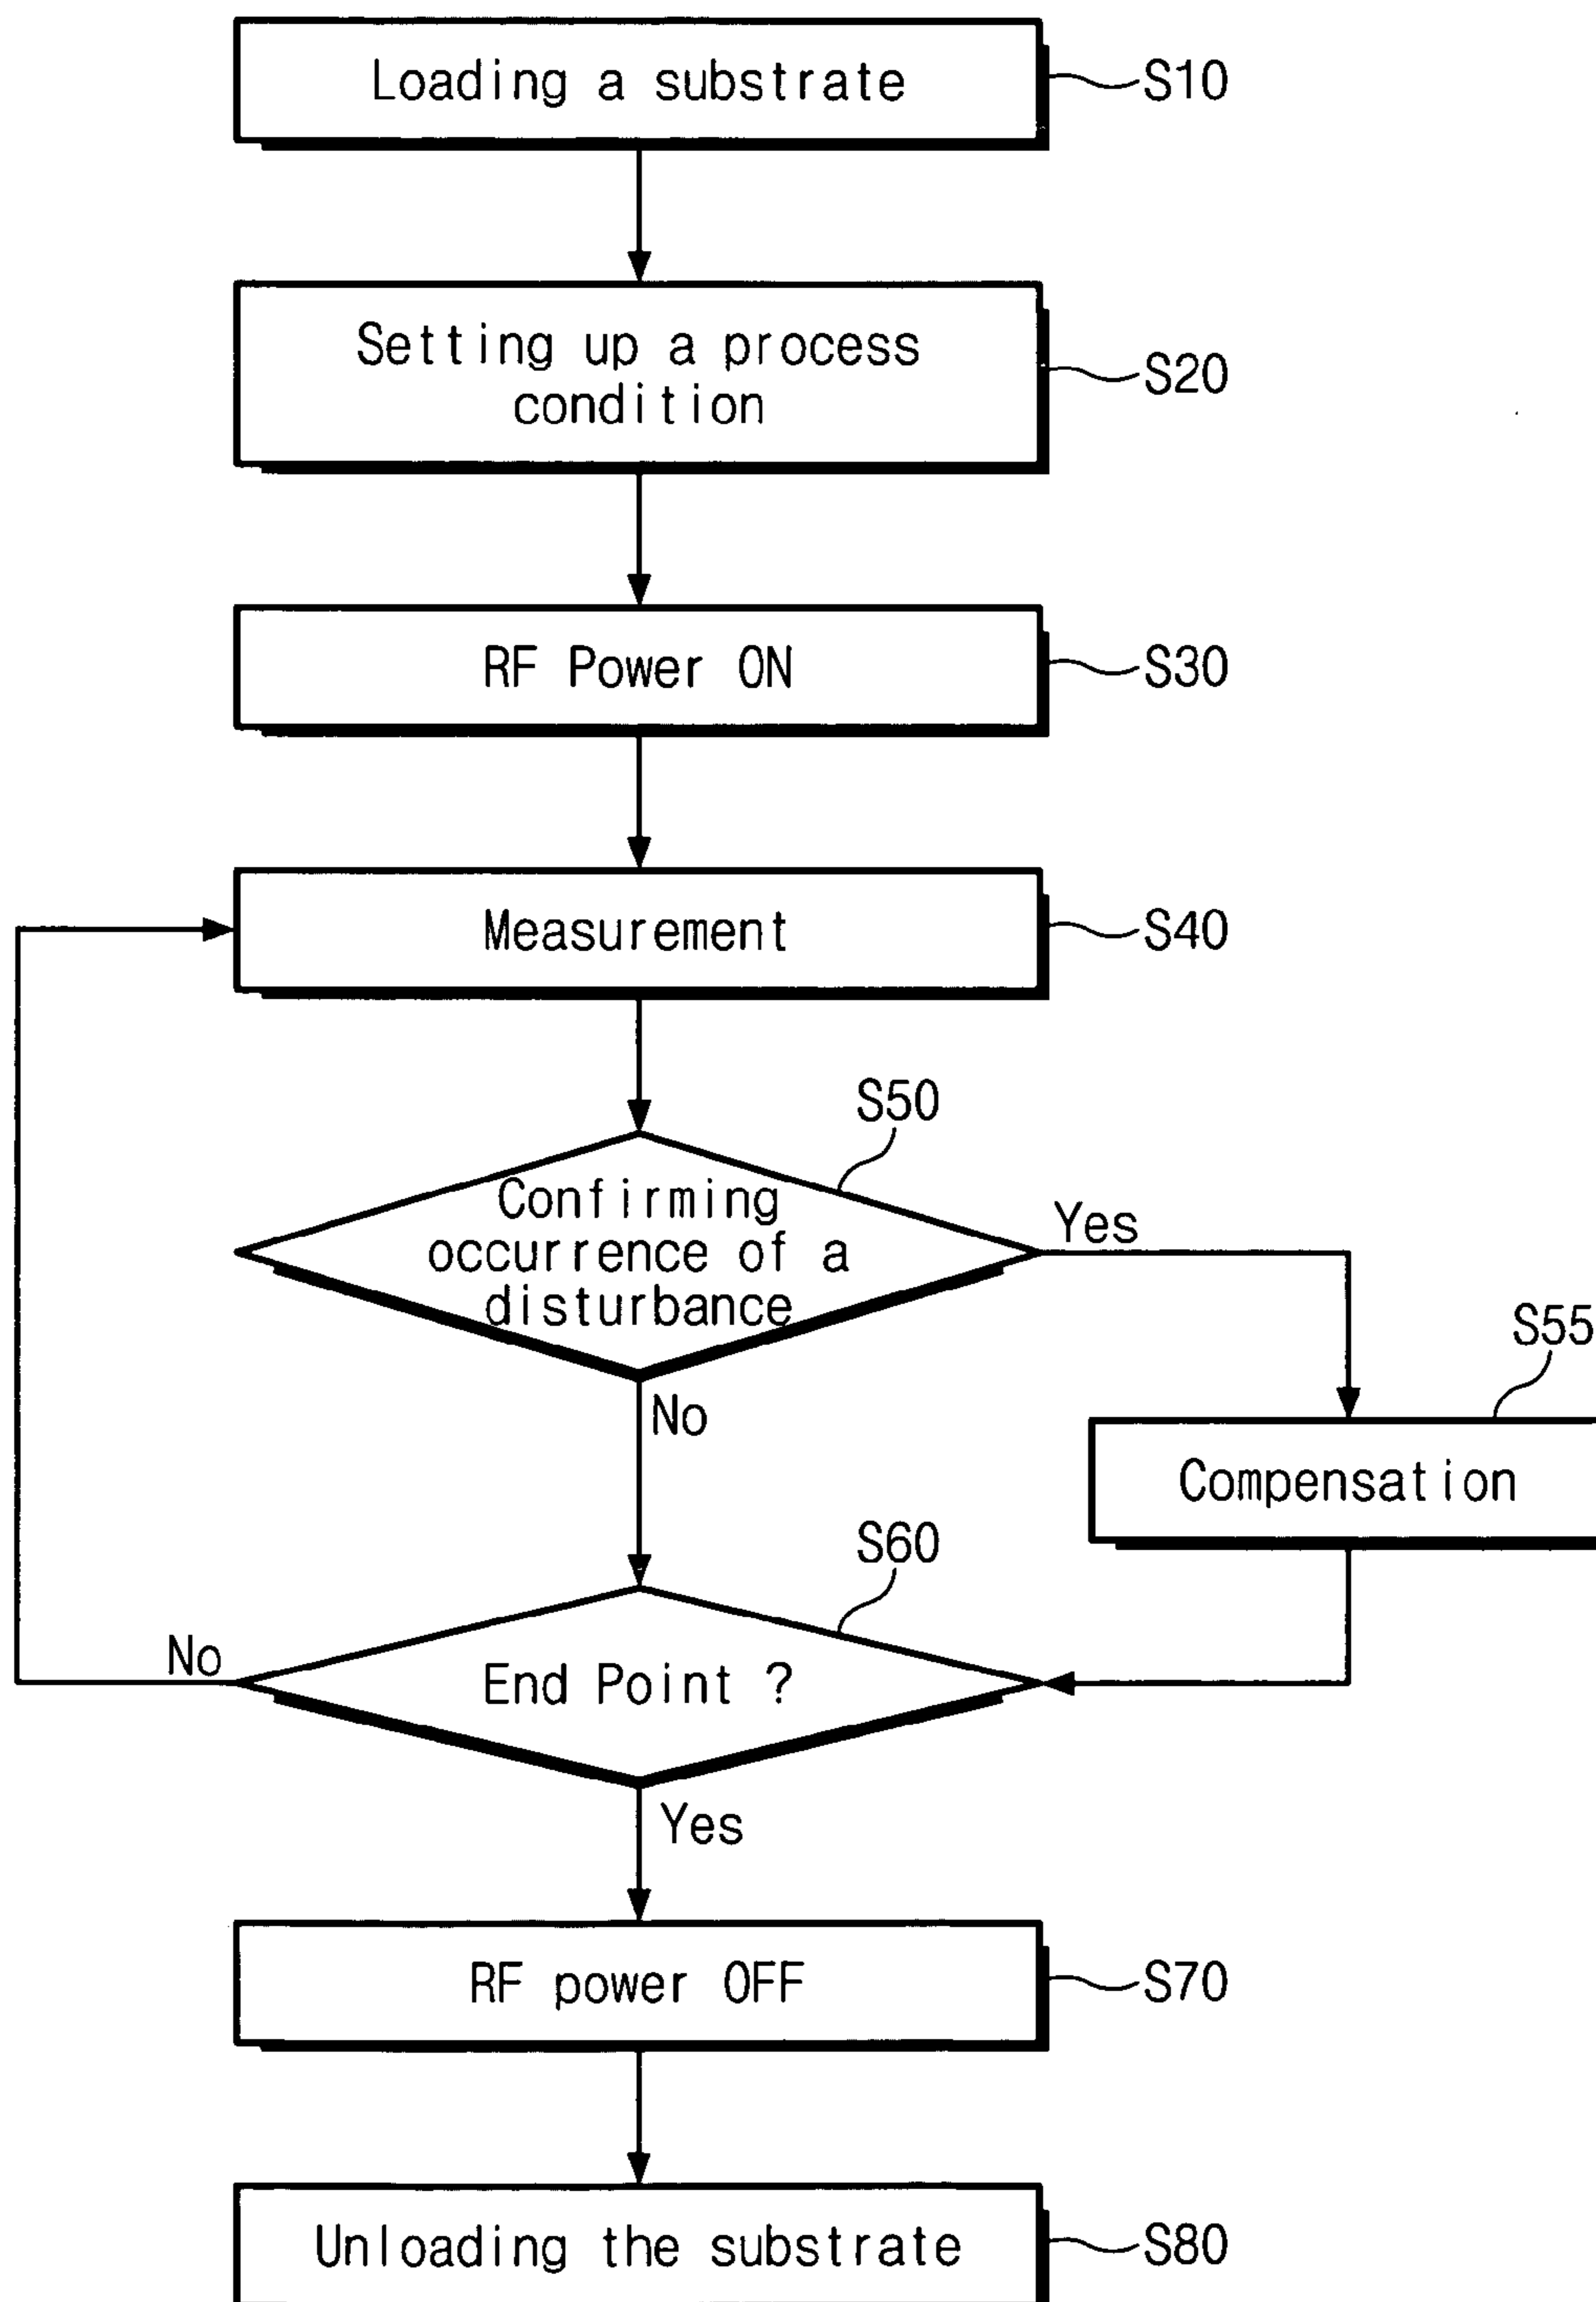 Loading a substrate
S10
Setting up a process
condition
S20
RF Power ON
S30
Measurement
S40
S50
Confirming
occurrence of a
disturbance
Yes
No
S55
Compensation
S60
End Point ?
No
Yes
RF power OFF
S70
Unloading the substrate
S80